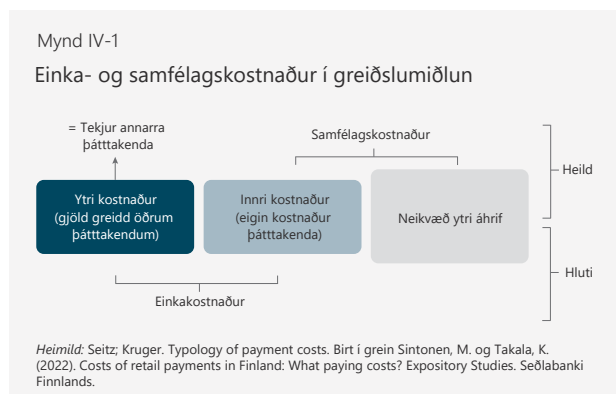 Mynd IV-1
Einka- og samfélagskostnaður í greiðslumiðlun
= Tekjur annarra
þátttakenda
Samfélagskostnaður
Ytri kostnaður
(gjöld greidd öðrum
þátttakendum)
Innri kostnaður
(eigin kostnaður
þátttakenda)
Neikvæð ytri áhrif
Heild
Hluti
Einkakostnaður
Heimild: Seitz; Kruger. Typology of payment costs. Birt í grein Sintonen, M. og Takala, K.
(2022). Costs of retail payments in Finland: What paying costs? Expository Studies. Seðlabanki
Finnlands.